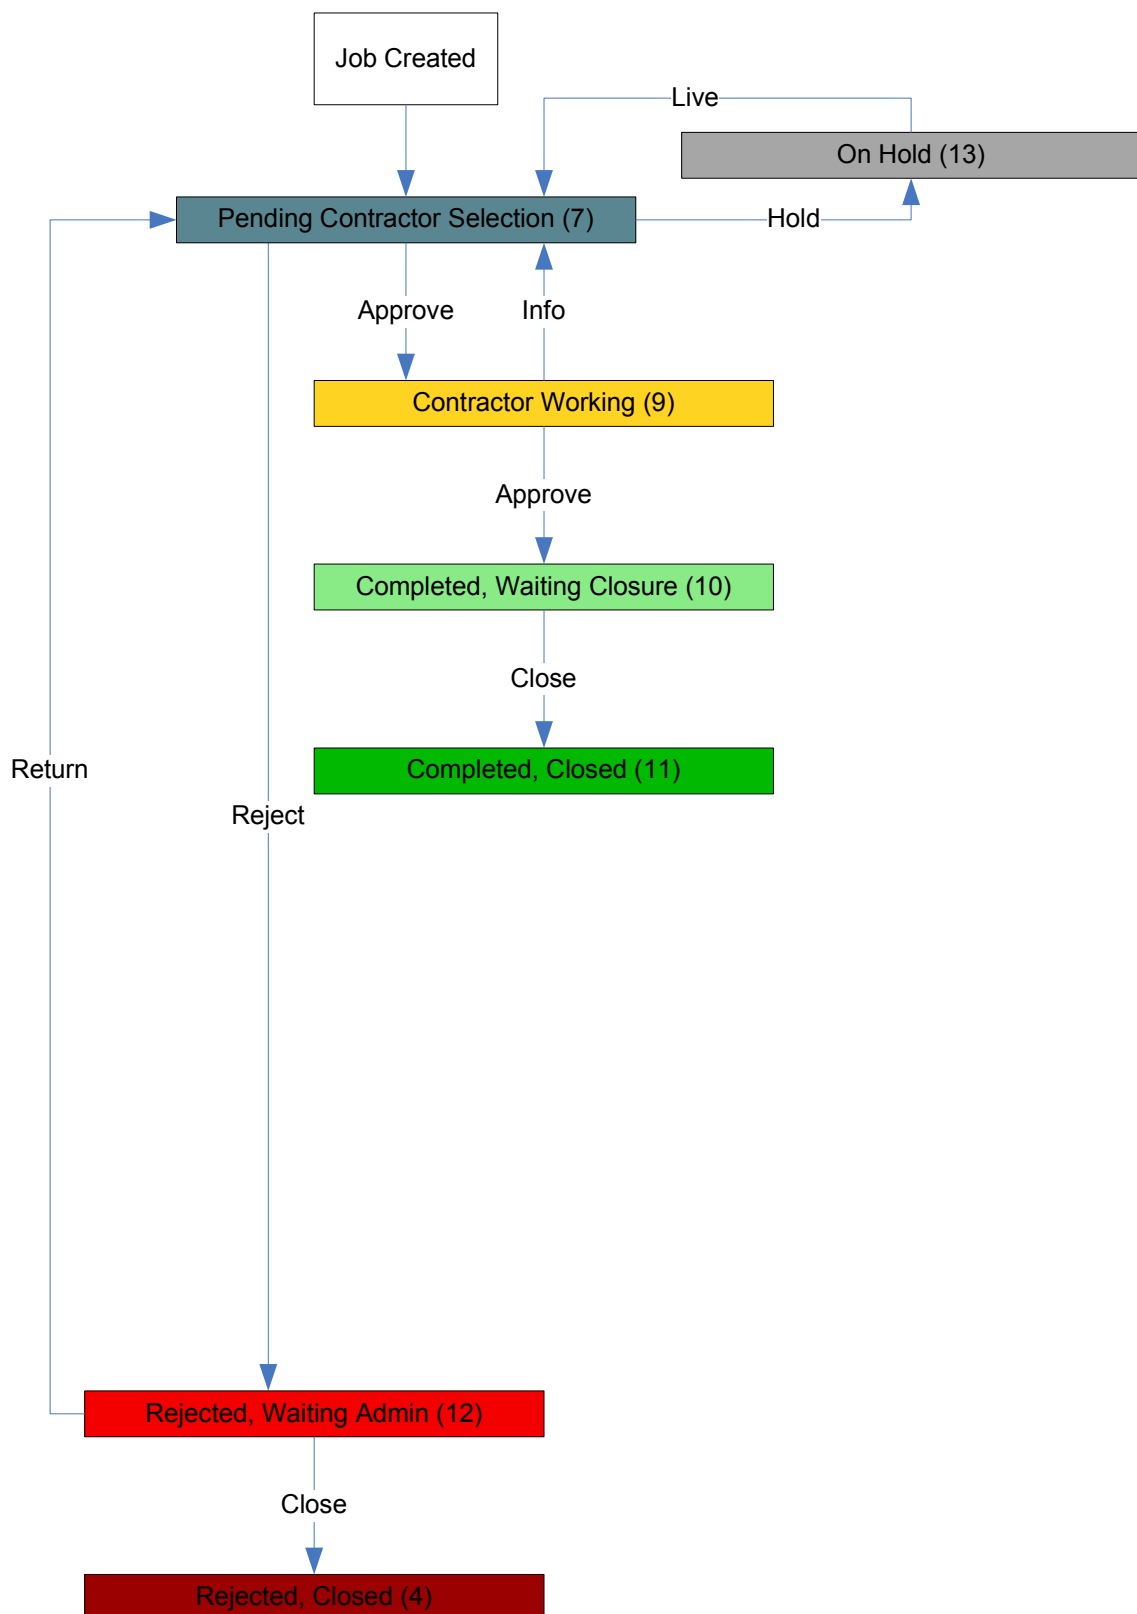 Job Created
Live
On Hold (13)
Pending Contractor Selection (7)
Hold
Approve
Info
Contractor Working (9)
Approve
Completed, Waiting Closure (10)
Close
Completed, Closed (11)
Return
Reject
Rejected, Waiting Admin (12)
Close
Rejected, Closed (4)